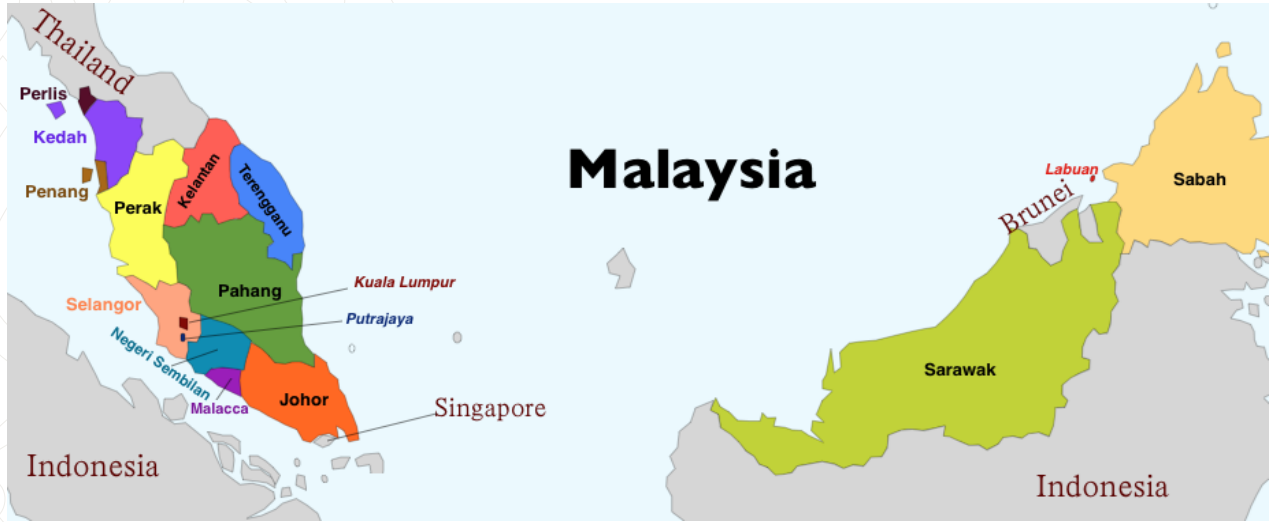 Thailand
Perlis
Kedah
Penang
Perak
Kelantan
Terengganu
Malaysia
Labuan
Brunei
Sabah
Pahang
Kuala Lumpur
Selangor
Putrajaya
Negeri Sembilan
Malacca
Johor
Singapore
Sarawak
Indonesia
Indonesia